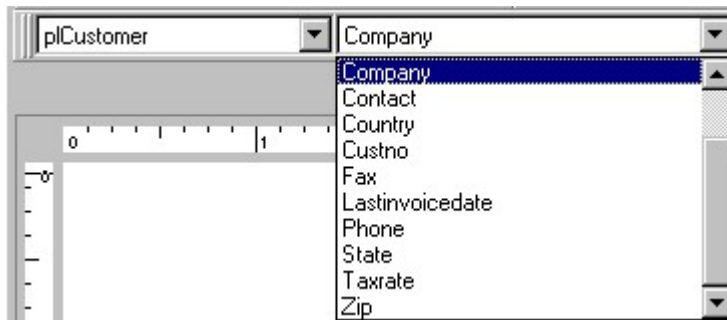 plCustomer
Company
Company
Contact
Country
Custno
Fax
Lastinvoicedate
Phone
State
Taxrate
Zip
0
1
0